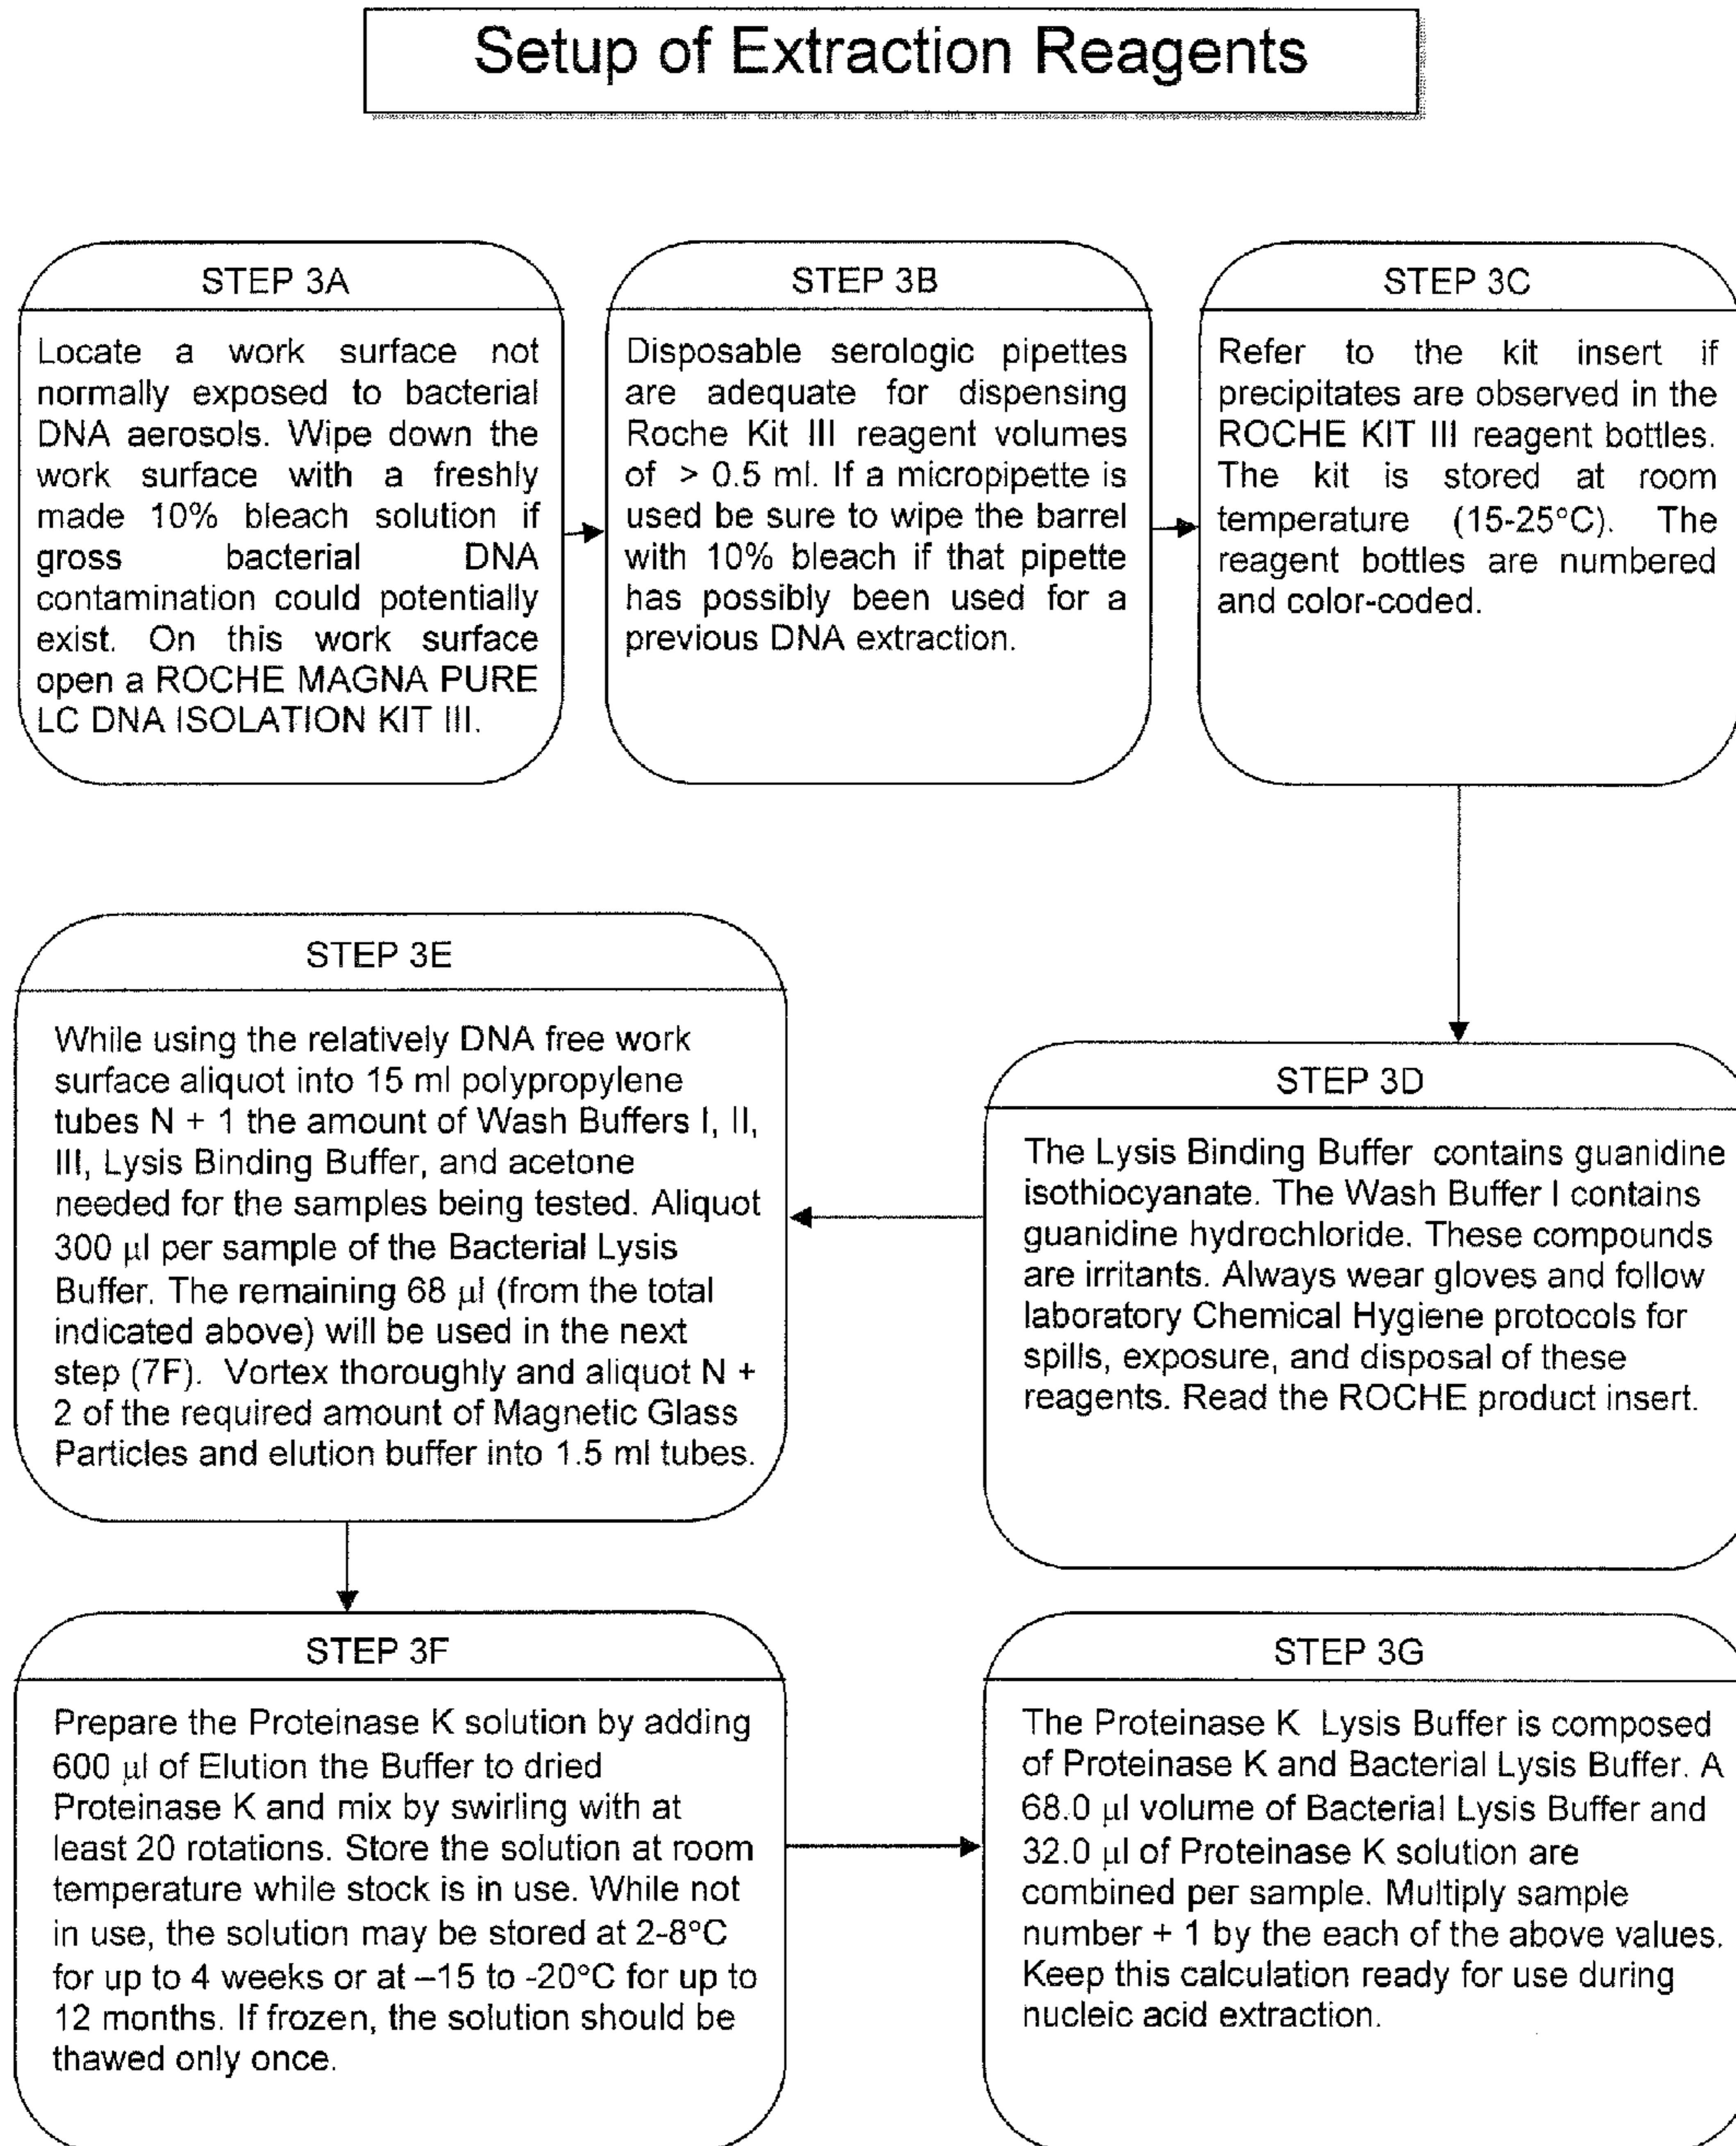 Setup of Extraction Reagents
STEP 3A
Locate a work surface not
normally exposed to bacterial
DNA aerosols. Wipe down the
work surface with a freshly
made 10% bleach solution if
gross bacterial DNA
contamination could potentially
exist. On this work surface
open a ROCHE MAGNA PURE
LC DNA ISOLATION KIT III.
STEP 3B
Disposable serologic pipettes
are adequate for dispensing
Roche Kit III reagent volumes
of > 0.5 ml. If a micropipette is
used be sure to wipe the barrel
with 10% bleach if that pipette
has possibly been used for a
previous DNA extraction.
STEP 3C
Refer to the kit insert if
precipitates are observed in the
ROCHE KIT III reagent bottles.
The kit is stored at room
temperature (15-25°C). The
reagent bottles are numbered
and color-coded.
STEP 3D
The Lysis Binding Buffer contains guanidine
isothiocyanate. The Wash Buffer I contains
guanidine hydrochloride. These compounds
are irritants. Always wear gloves and follow
laboratory Chemical Hygiene protocols for
spills, exposure, and disposal of these
reagents. Read the ROCHE product insert.
STEP 3E
While using the relatively DNA free work
surface aliquot into 15 ml polypropylene
tubes N + 1 the amount of Wash Buffers I, II,
III, Lysis Binding Buffer, and acetone
needed for the samples being tested. Aliquot
300 µl per sample of the Bacterial Lysis
Buffer. The remaining 68 µl (from the total
indicated above) will be used in the next
step (7F). Vortex thoroughly and aliquot N +
2 of the required amount of Magnetic Glass
Particles and elution buffer into 1.5 ml tubes.
STEP 3F
Prepare the Proteinase K solution by adding
600 µl of Elution the Buffer to dried
Proteinase K and mix by swirling with at
least 20 rotations. Store the solution at room
temperature while stock is in use. While not
in use, the solution may be stored at 2-8°C
for up to 4 weeks or at –15 to -20°C for up to
12 months. If frozen, the solution should be
thawed only once.
STEP 3G
The Proteinase K Lysis Buffer is composed
of Proteinase K and Bacterial Lysis Buffer. A
68.0 µl volume of Bacterial Lysis Buffer and
32.0 µl of Proteinase K solution are
combined per sample. Multiply sample
number + 1 by the each of the above values.
Keep this calculation ready for use during
nucleic acid extraction.